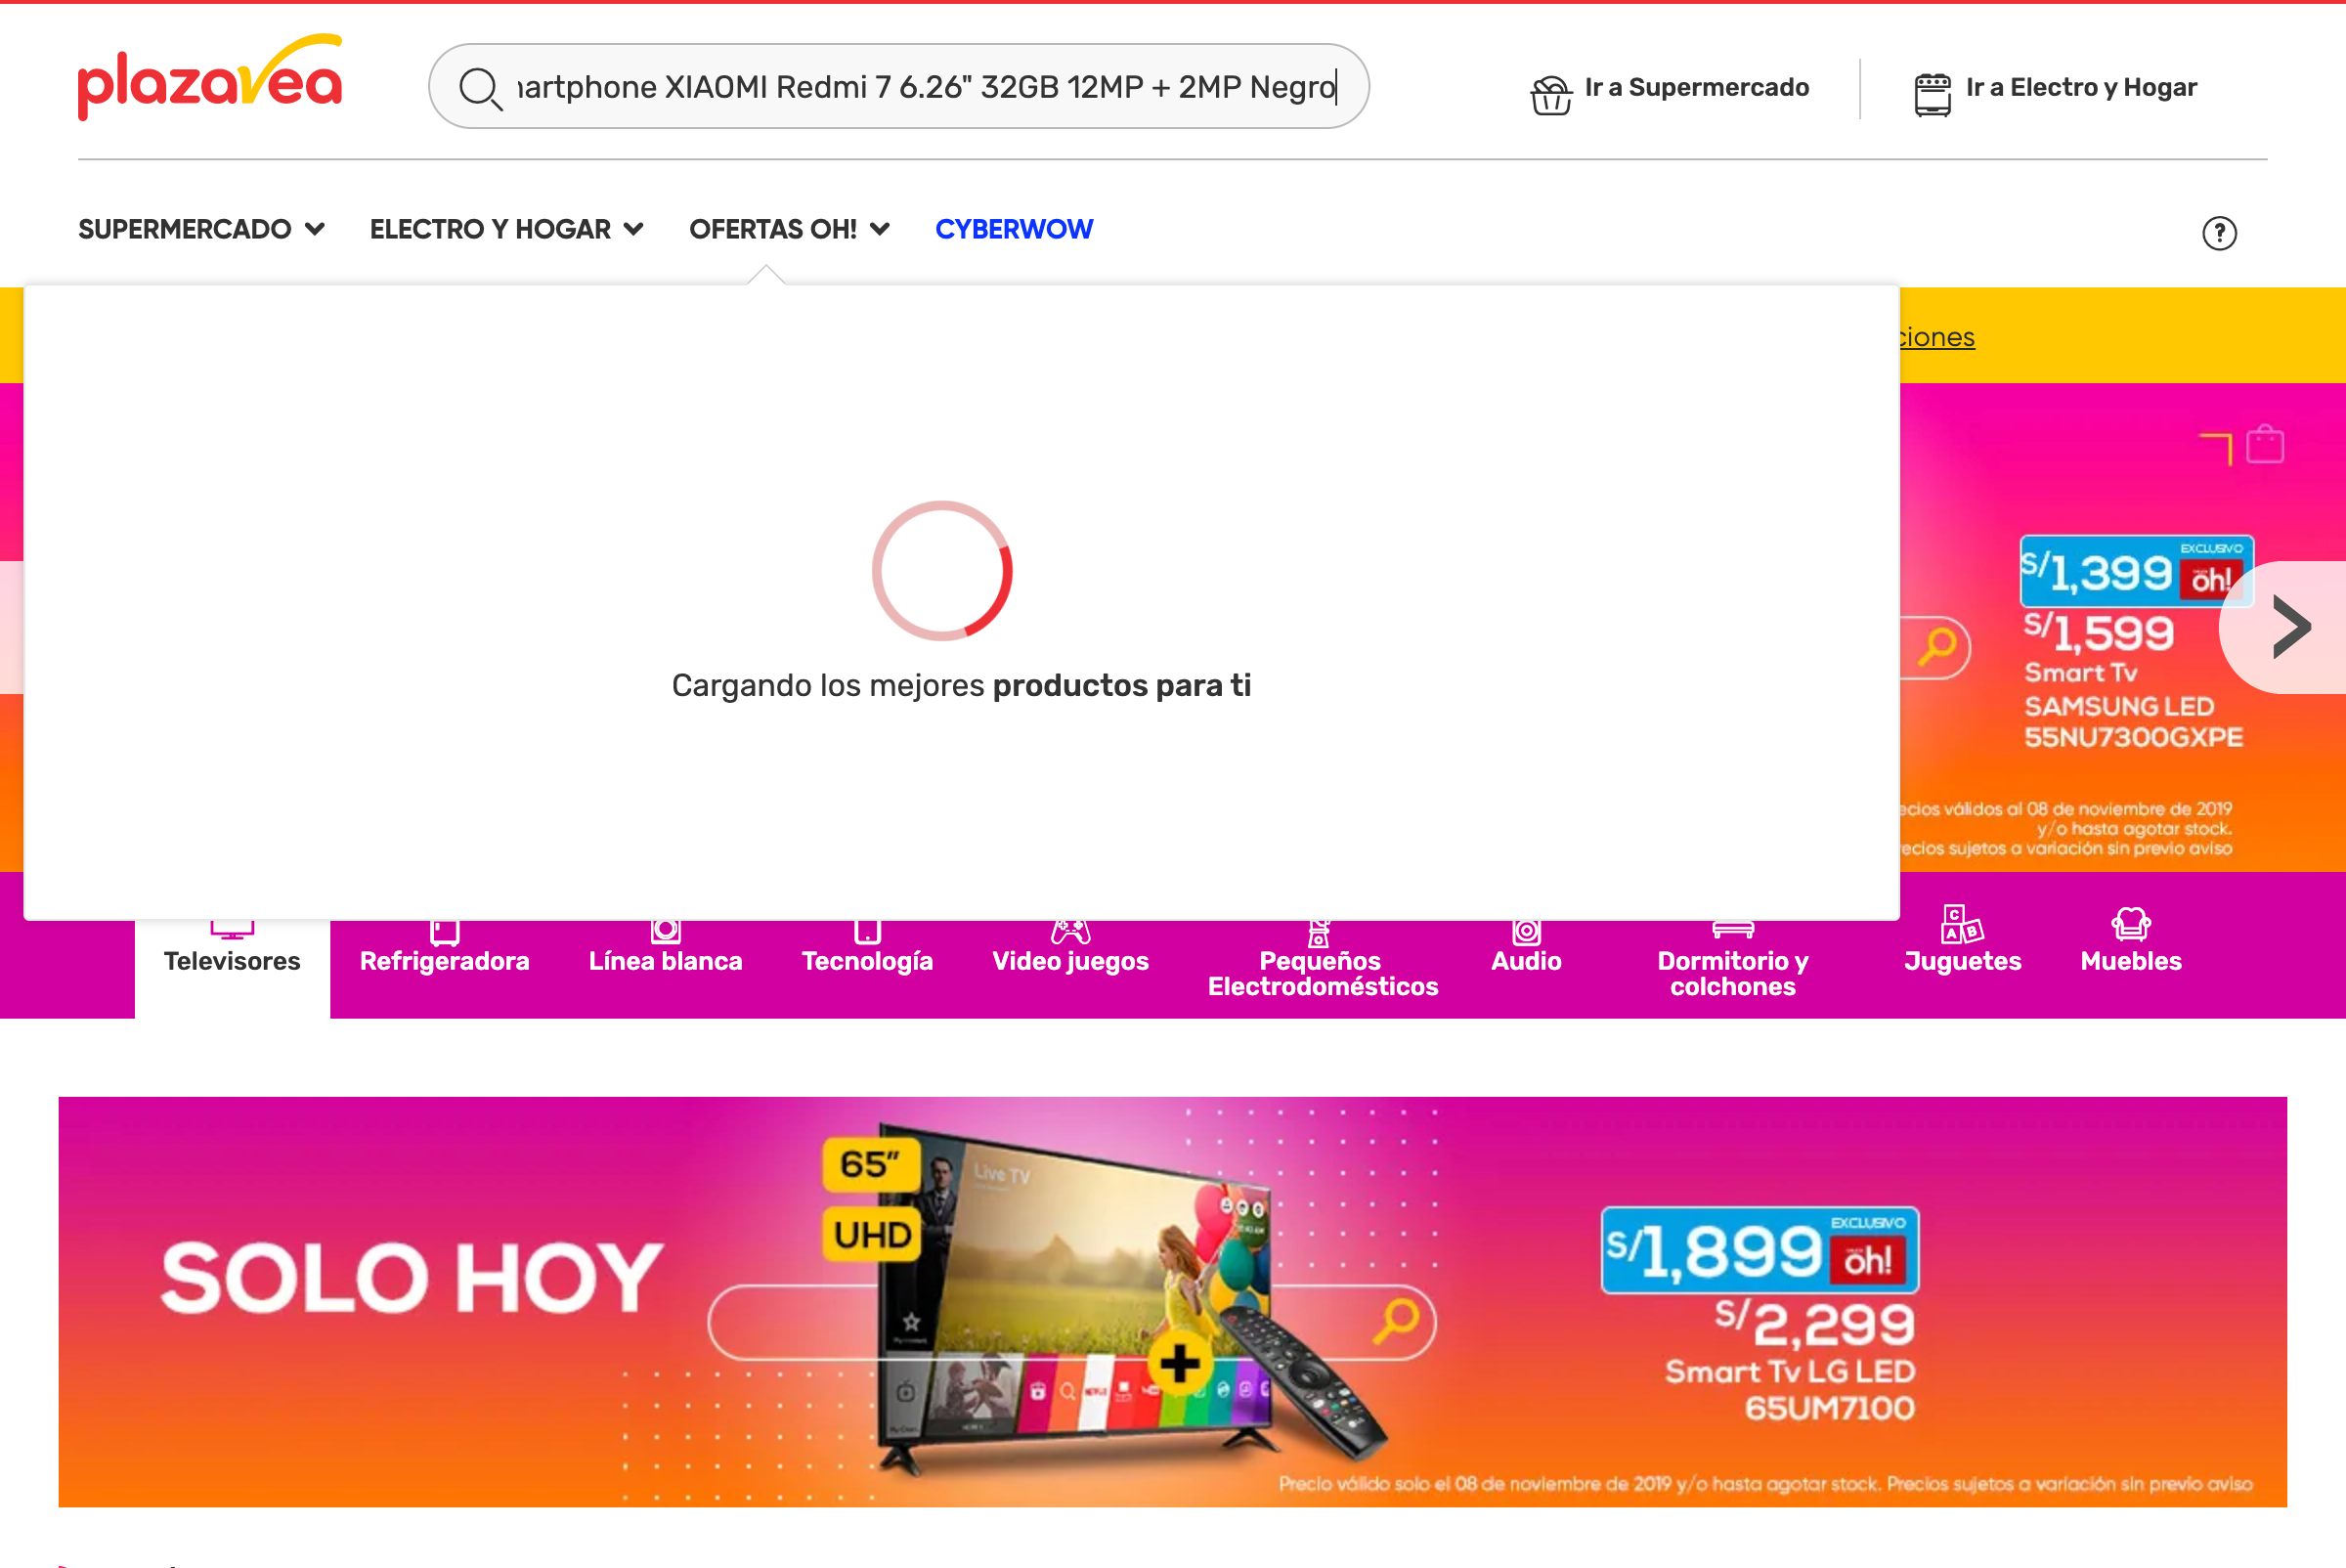 plazavea
artphone XIAOMI Redmi 7 6.26" 32GB 12MP + 2MP Negro
Ir a Supermercado
Ir a Electro y Hogar
SUPERMERCADO
ELECTRO Y HOGAR
OFERTAS OH!
CYBERWOW
?
ciones
Cargando los mejores productos para ti
S/1,399
EXCLUSIVO
oh!
S/1,599
Smart Tv
SAMSUNG LED
55NU7300GXPE
ecios válidos al 08 de noviembre de 2019
y/o hasta agotar stock.
ecios sujetos a variación sin previo aviso
Televisores
Refrigeradora
Línea blanca
Tecnología
Video juegos
Pequeños
Electrodomésticos
Audio
Dormitorio y
colchones
C
A B
Juguetes
Muebles
SOLO HOY
65"
UHD
Live TV
NETFLIX
S/1,899
EXCLUSIVO
oh!
S/2,299
Smart Tv LG LED
65UM7100
Precio válido solo el 08 de noviembre de 2019 y/o hasta agotar stock. Precios sujetos a variación sin previo aviso